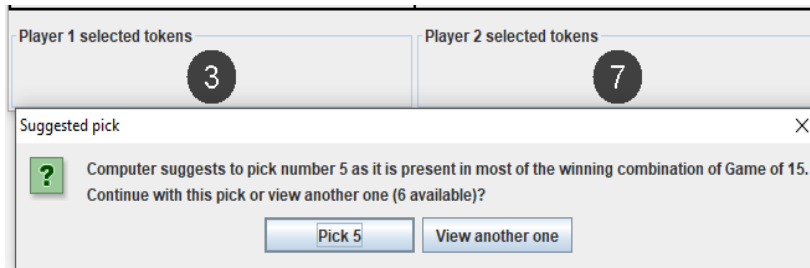 Player 1 selected tokens
Player 2 selected tokens
3
7
Suggested pick
Computer suggests to pick number 5 as it is present in most of the winning combination of Game of 15.
Continue with this pick or view another one (6 available)?
Pick 5
View another one